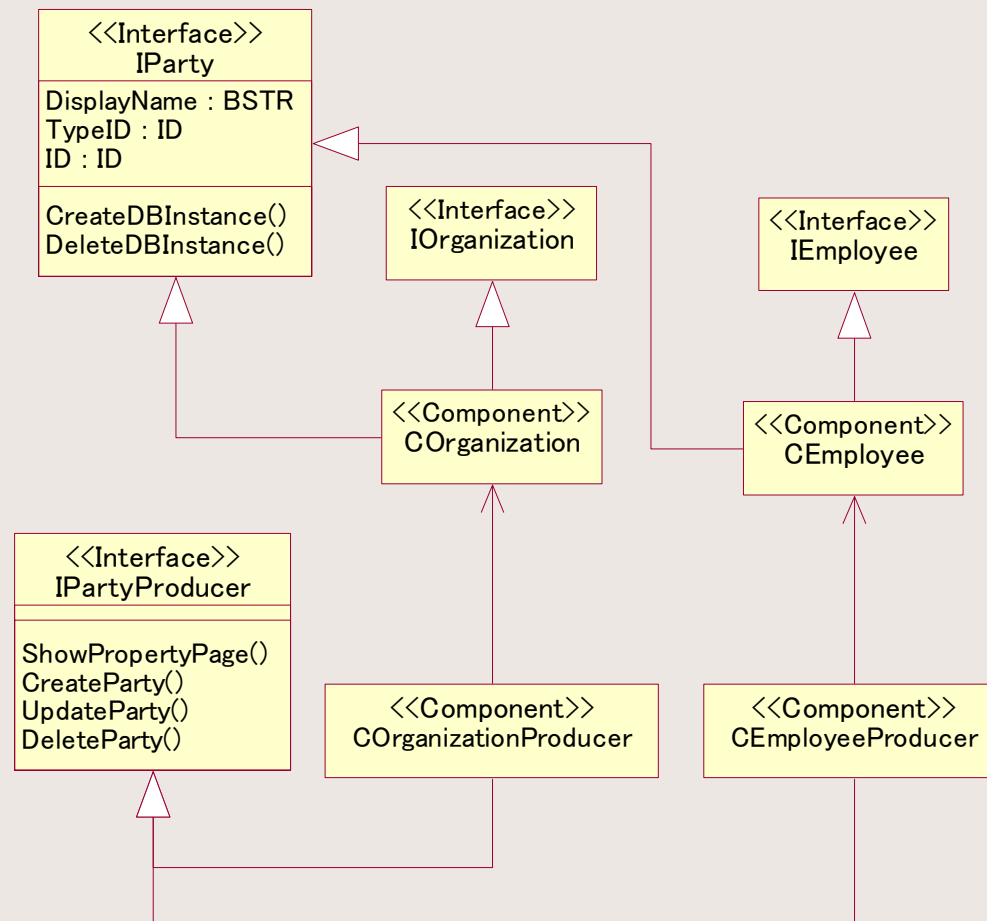 <<Interface>>
IParty
DisplayName : BSTR
TypeID : ID
ID : ID
CreateDBInstance()
DeleteDBInstance()
<<Interface>>
IOrganization
<<Interface>>
IEmployee
<<Component>>
COrganization
<<Component>>
CEmployee
<<Interface>>
IPartyProducer
ShowPropertyPage()
CreateParty()
UpdateParty()
DeleteParty()
<<Component>>
COrganizationProducer
<<Component>>
CEmployeeProducer